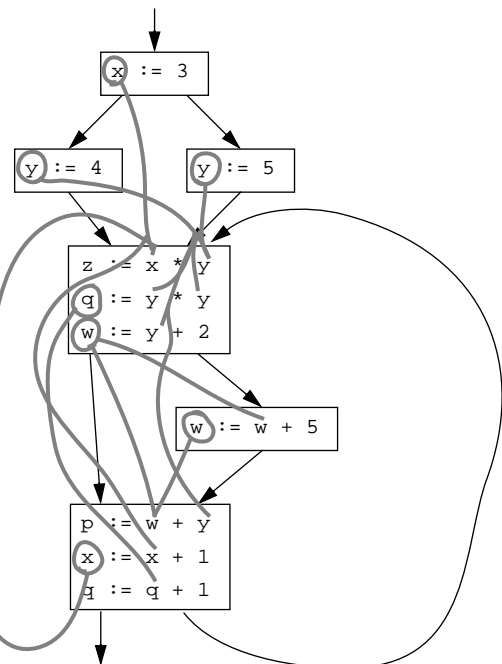 x := 3
y := 4
y := 5
z := x * y
q := y * y
w := y + 2
w := w + 5
p := w + y
x := x + 1
q := q + 1